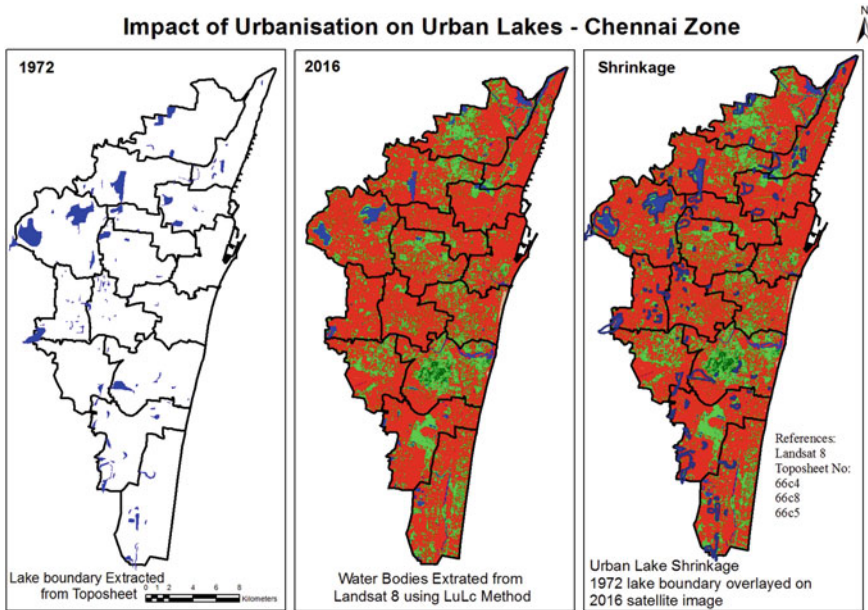 Impact of Urbanisation on Urban Lakes - Chennai Zone
N
1972
2016
Shrinkage
References:
Landsat 8
Toposheet No:
66c4
66c8
66c5
Lake boundary Extracted
from Toposheet
0 1 2 4 6 8
Kilometers
Water Bodies Extrated from
Landsat 8 using LuLc Method
Urban Lake Shrinkage
1972 lake boundary overlayed on
2016 satellite image